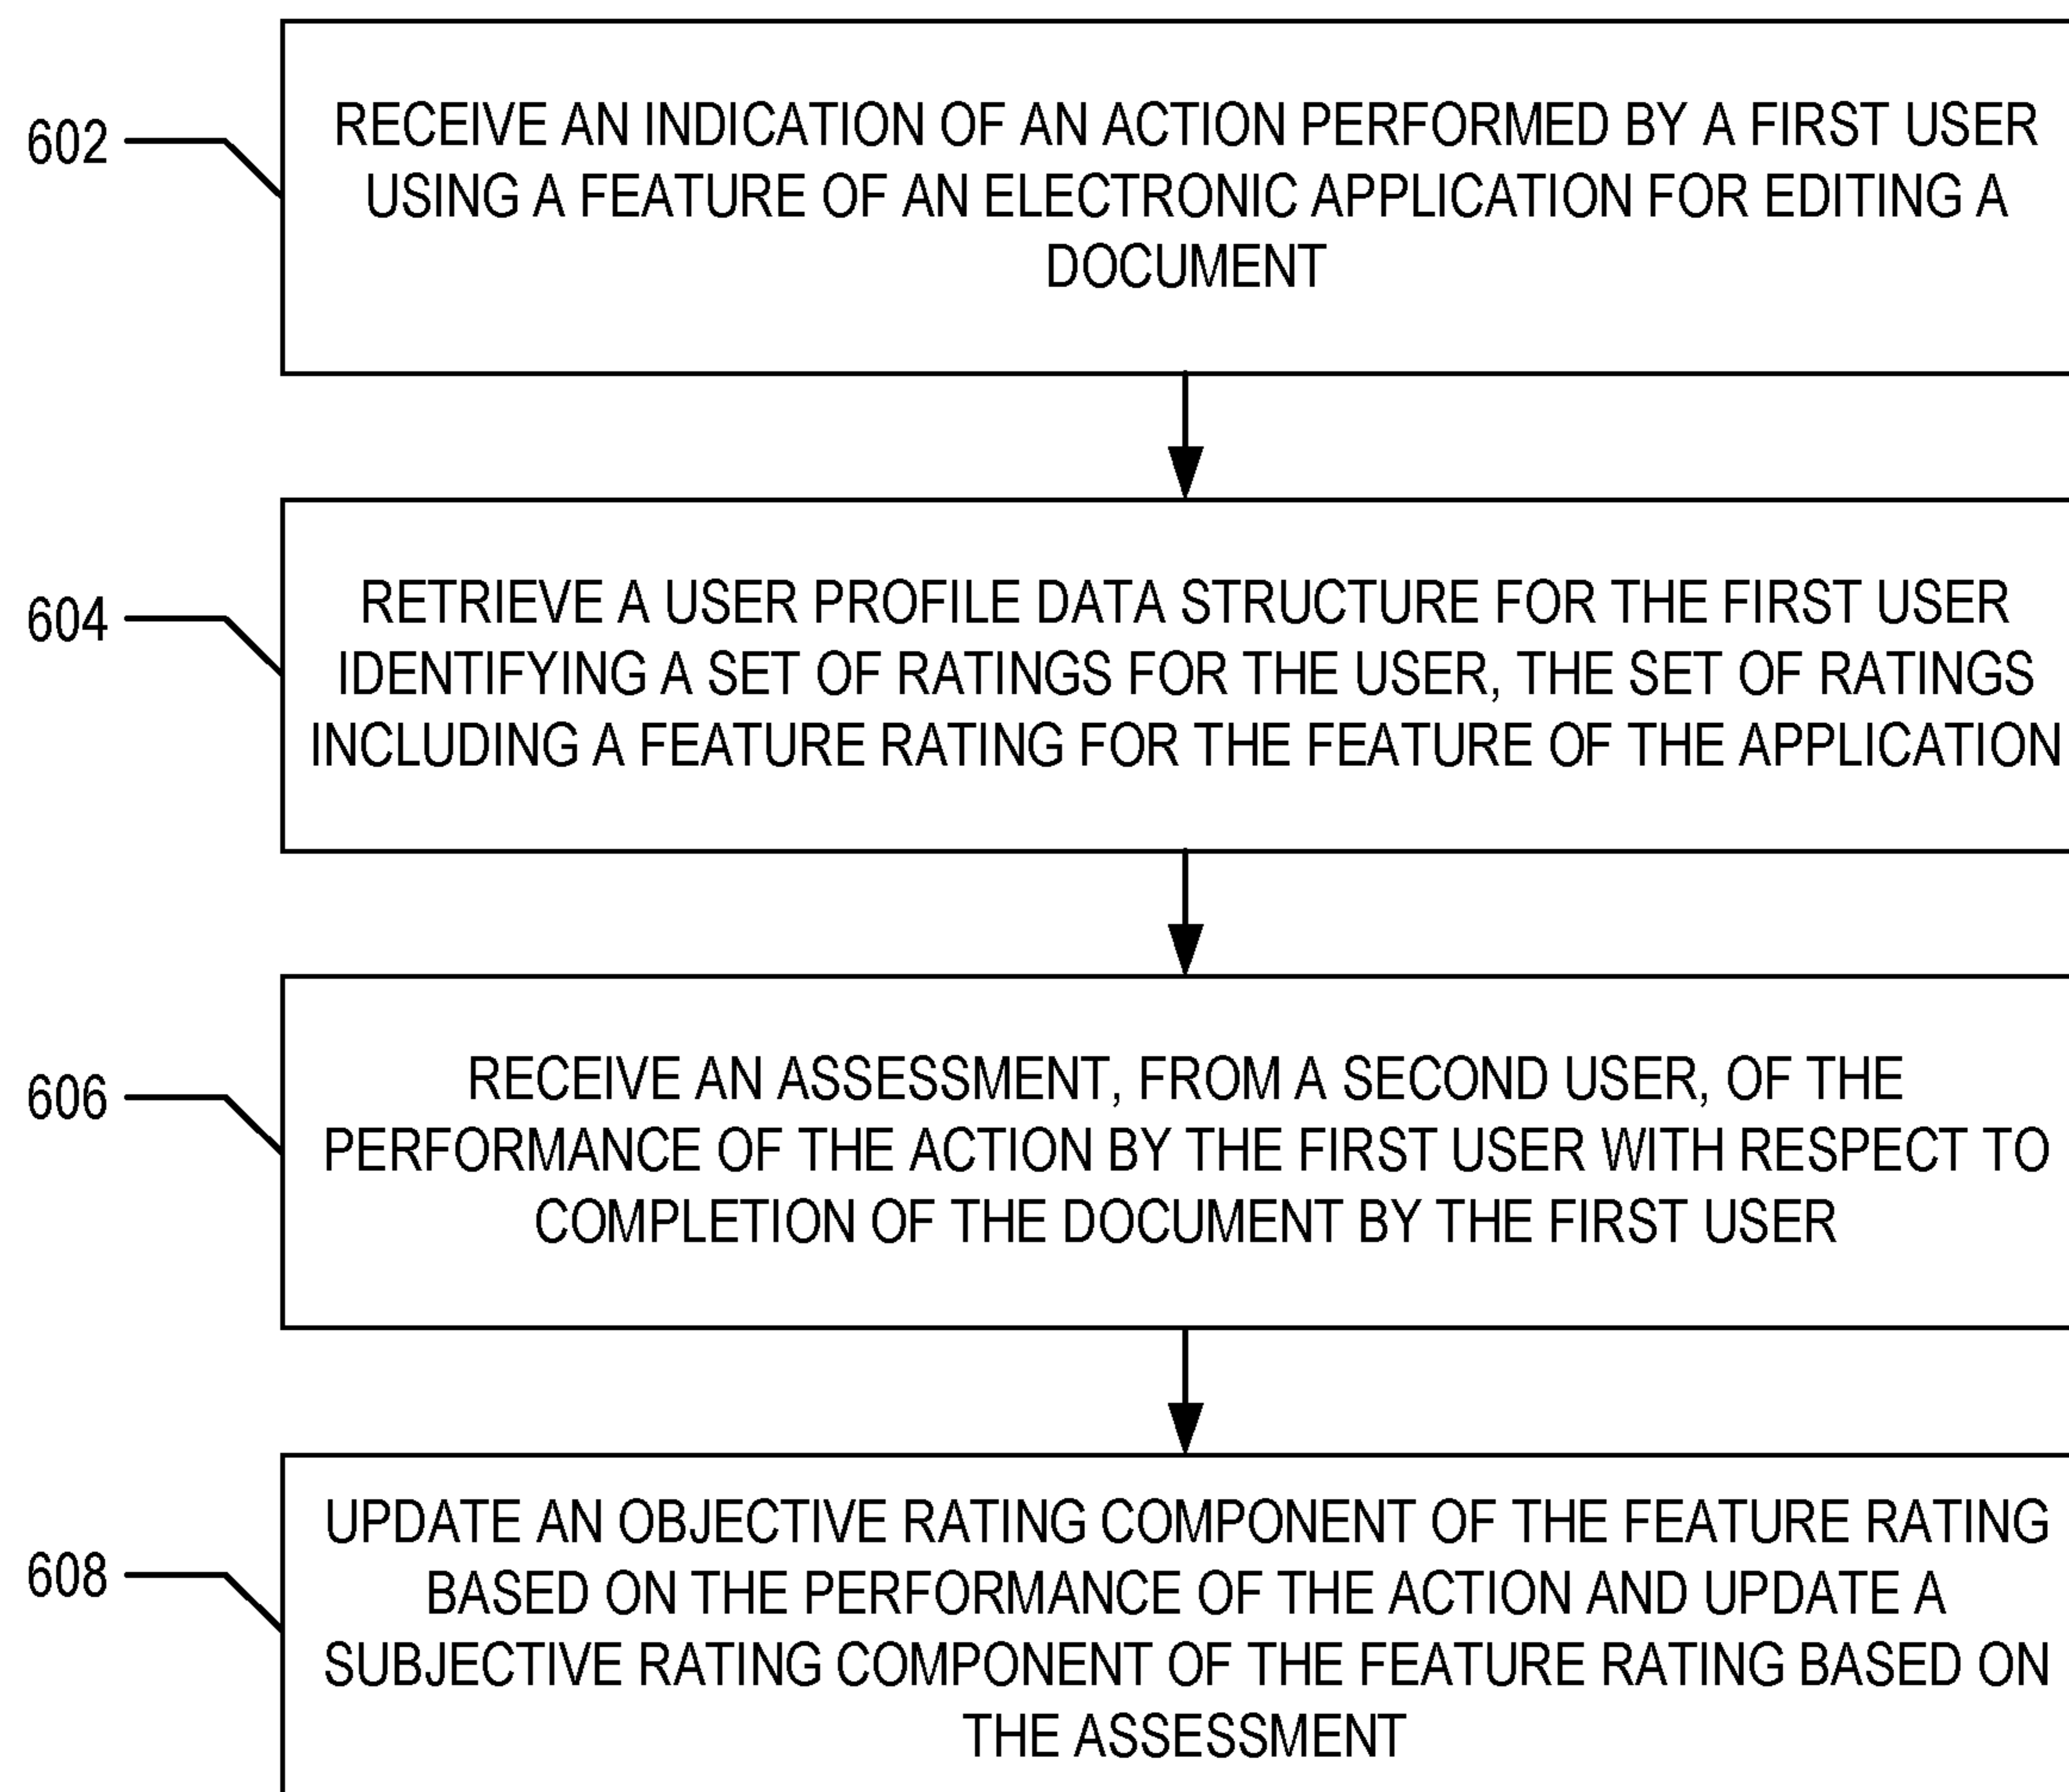 602
RECEIVE AN INDICATION OF AN ACTION PERFORMED BY A FIRST USER
USING A FEATURE OF AN ELECTRONIC APPLICATION FOR EDITING A
DOCUMENT
604
RETRIEVE A USER PROFILE DATA STRUCTURE FOR THE FIRST USER
IDENTIFYING A SET OF RATINGS FOR THE USER, THE SET OF RATINGS
INCLUDING A FEATURE RATING FOR THE FEATURE OF THE APPLICATION
606
RECEIVE AN ASSESSMENT, FROM A SECOND USER, OF THE
PERFORMANCE OF THE ACTION BY THE FIRST USER WITH RESPECT TO
COMPLETION OF THE DOCUMENT BY THE FIRST USER
608
UPDATE AN OBJECTIVE RATING COMPONENT OF THE FEATURE RATING
BASED ON THE PERFORMANCE OF THE ACTION AND UPDATE A
SUBJECTIVE RATING COMPONENT OF THE FEATURE RATING BASED ON
THE ASSESSMENT